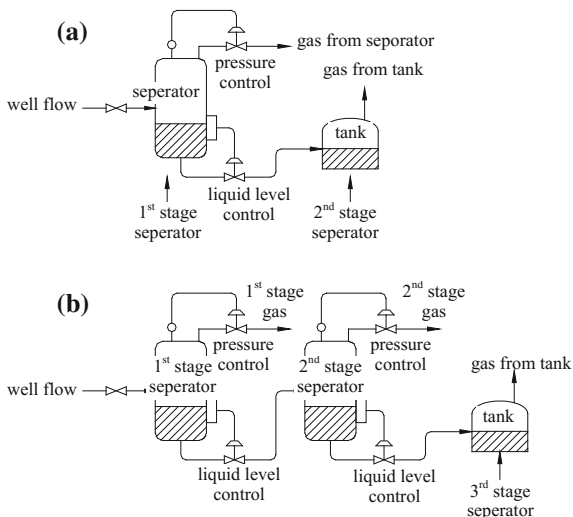 (a)
gas from seporator
pressure
control
gas from tank
seperator
well flow
tank
liquid level
control
1st stage
seperator
2nd stage
seperator
(b)
1st stage
gas
2nd stage
gas
pressure
control
pressure
control
1st stage
seperator
2nd stage
seperator
gas from tank
well flow
tank
liquid level
control
liquid level
control
3rd stage
seperator